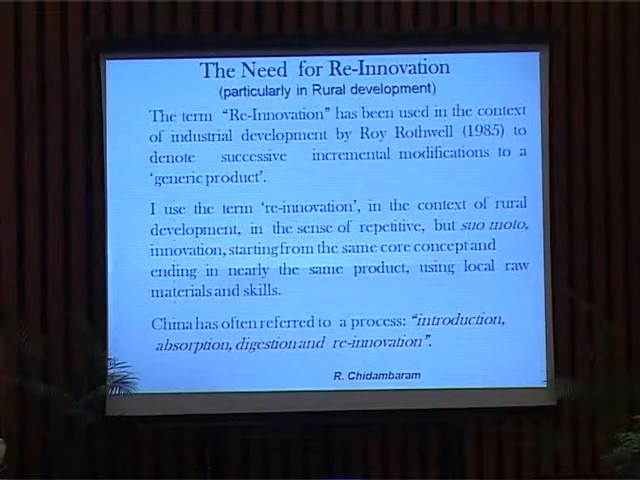 The Need for Re-Innovation
(particularly in Rural development)
The term "Re-Innovation" has been used in the context
of industrial development by Roy Rothwell (1985) to
denote successive incremental modifications to a
'generic product'.
I use the term 're-innovation', in the context of rural
development, in the sense of repetitive, but suo moto,
innovation, starting from the same core concept and
ending in nearly the same product, using local raw
materials and skills.
China has often referred to a process: "introduction,
absorption, digestion and re-innovation".
R. Chidambaram